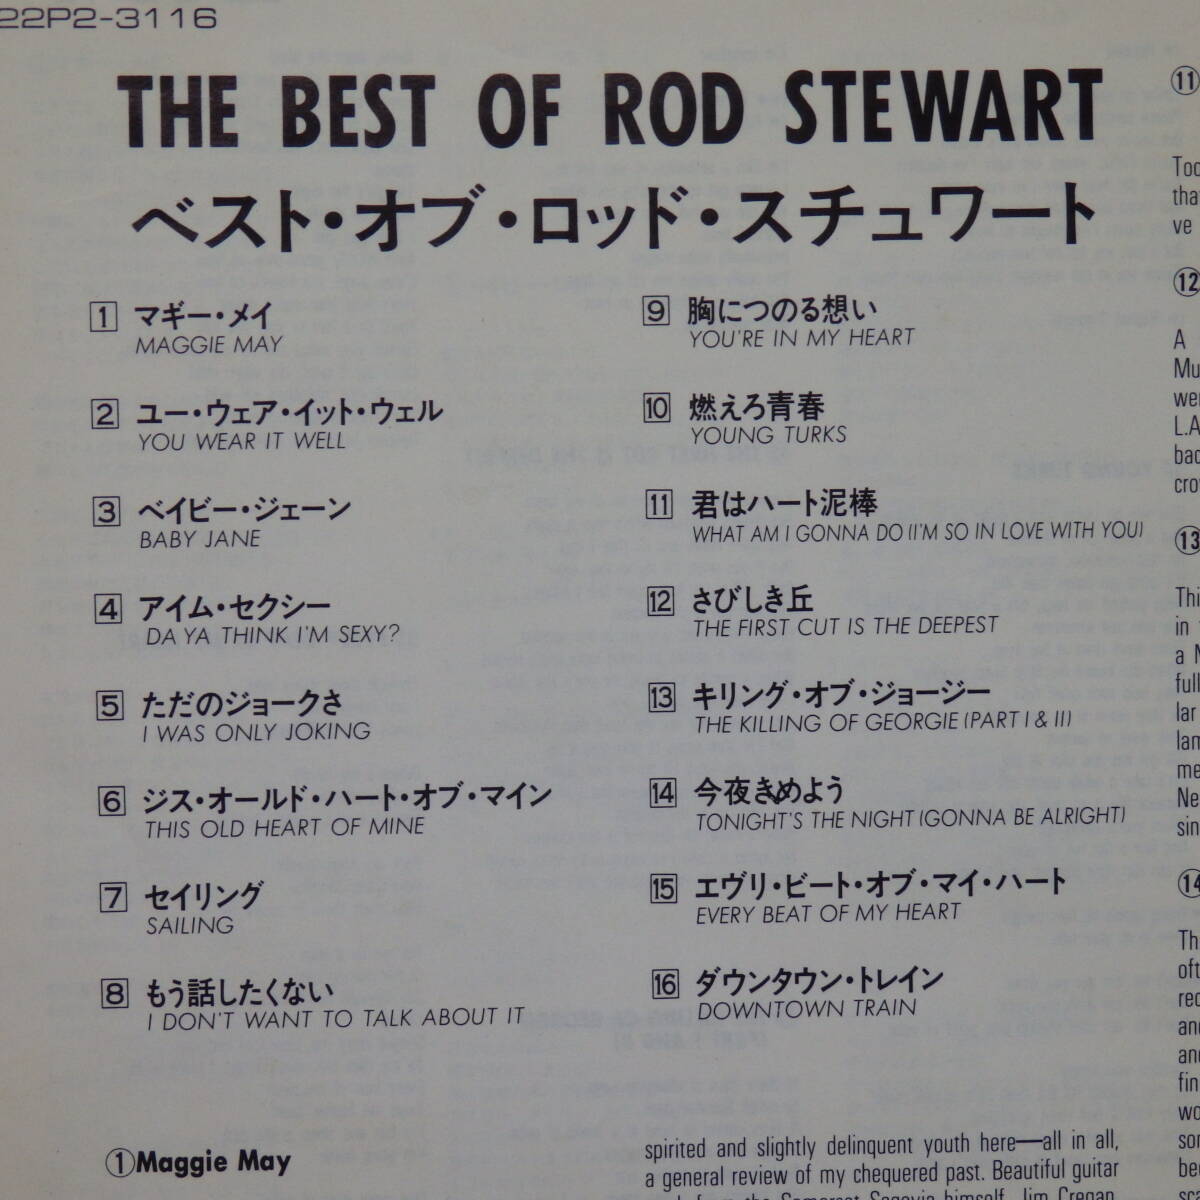 22P2-3116
THE BEST OF ROD STEWART
ベスト・オブ・ロッド・スチュワート
1 マギー・メイ
MAGGIE MAY
2 ユー・ウェア・イット・ウェル
YOU WEAR IT WELL
3 ベイビー・ジェーン
BABY JANE
4 アイム・セクシー
DA YA THINK I'M SEXY?
5 ただのジョークさ
I WAS ONLY JOKING
6 ジス・オールド・ハート・オブ・マイン
THIS OLD HEART OF MINE
7 セイリング
SAILING
8 もう話したくない
I DON'T WANT TO TALK ABOUT IT
9 胸につのる想い
YOU'RE IN MY HEART
10 燃えろ青春
YOUNG TURKS
11 君はハート泥棒
WHAT AM I GONNA DO (I'M SO IN LOVE WITH YOU)
12 さびしき丘
THE FIRST CUT IS THE DEEPEST
13 キリング・オブ・ジョージー
THE KILLING OF GEORGIE (PART I & II)
14 今夜きめよう
TONIGHT'S THE NIGHT (GONNA BE ALRIGHT)
15 エヴリ・ビート・オブ・マイ・ハート
EVERY BEAT OF MY HEART
16 ダウンタウン・トレイン
DOWNTOWN TRAIN
①Maggie May
spirited and slightly delinquent youth here—all in all,
a general review of my chequered past. Beautiful guitar
from the Somerset Segovia himself, Jim Cregan
⑪
⑫
A
L.A
⑬
in
a
⑭